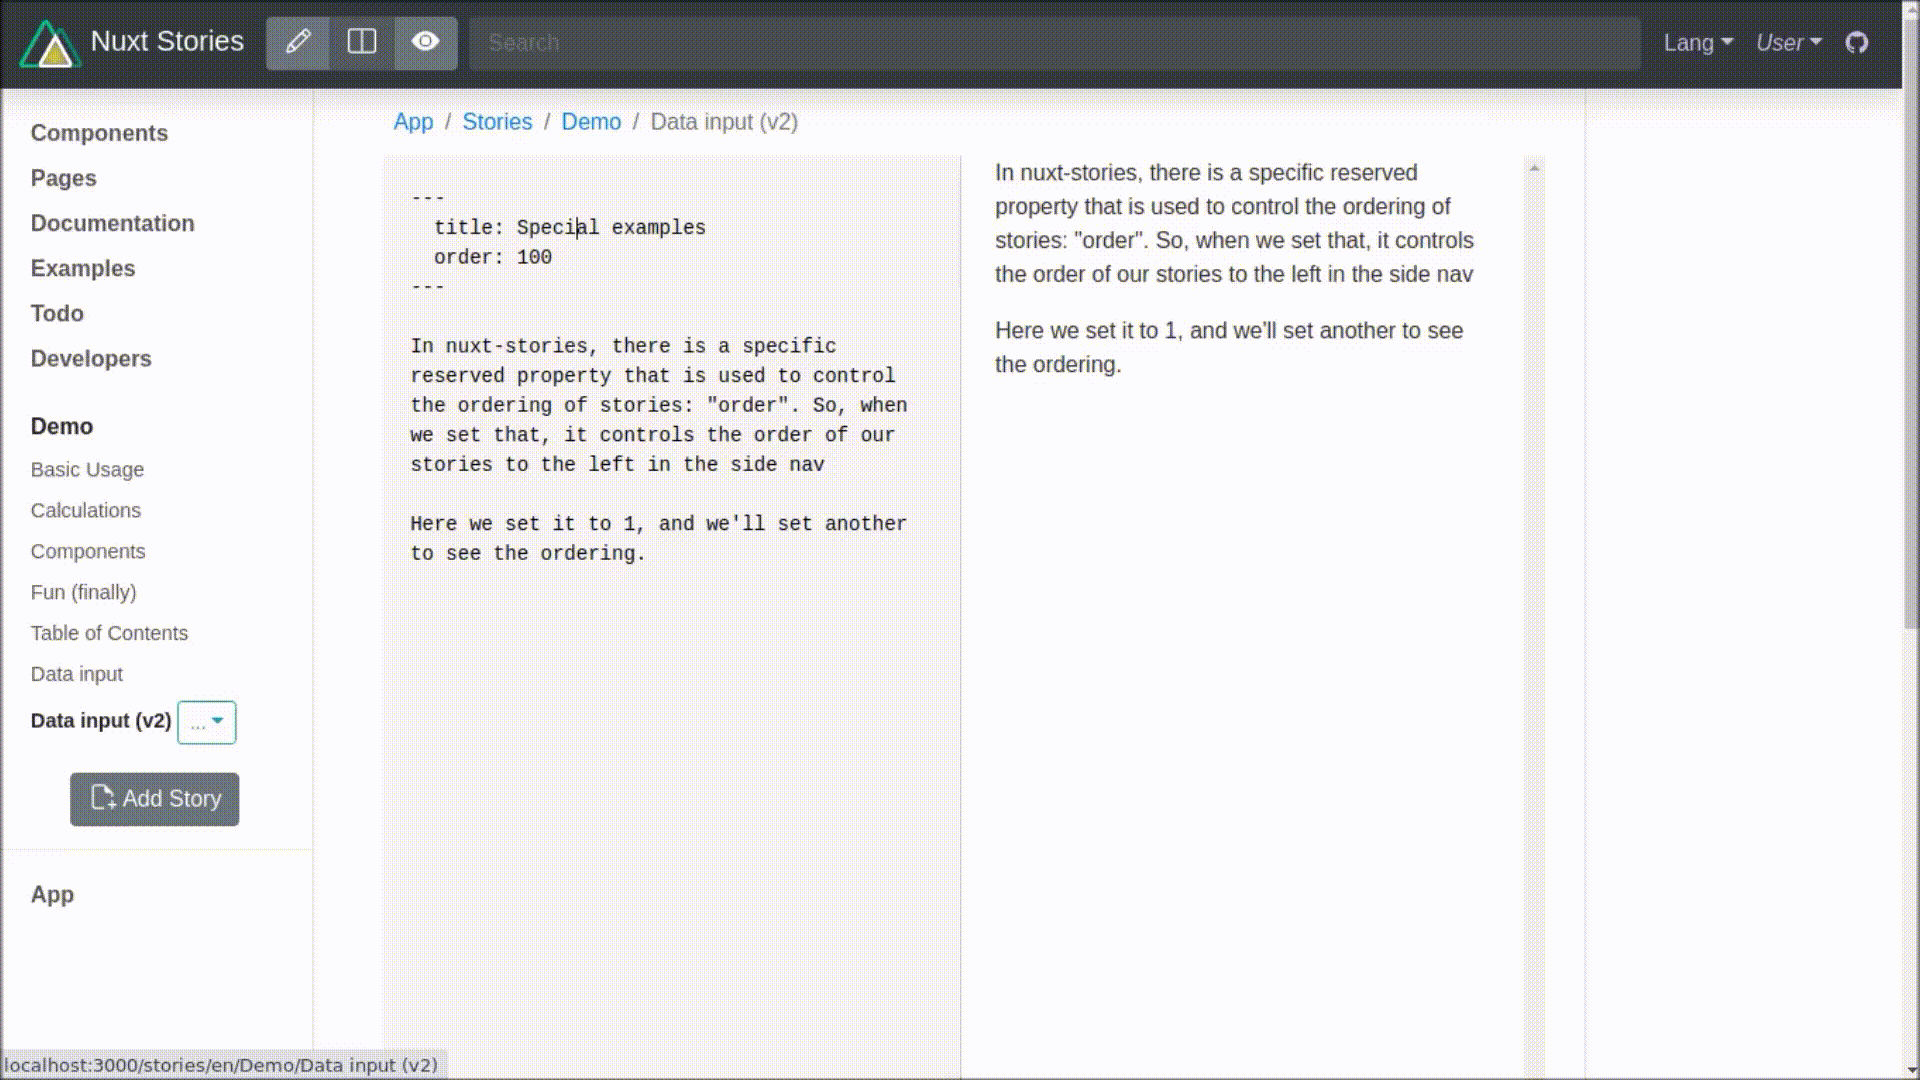 Nuxt Stories
Search
Lang
User
Components
Pages
Documentation
Examples
Todo
Developers
Demo
Basic Usage
Calculations
Components
Fun (finally)
Table of Contents
Data input
Data input (v2) ...
Add Story
App
App / Stories / Demo / Data input (v2)
---
title: Special examples
order: 100
---
In nuxt-stories, there is a specific
reserved property that is used to control
the ordering of stories: "order". So, when
we set that, it controls the order of our
stories to the left in the side nav
Here we set it to 1, and we'll set another
to see the ordering.
In nuxt-stories, there is a specific reserved
property that is used to control the ordering of
stories: "order". So, when we set that, it controls
the order of our stories to the left in the side nav
Here we set it to 1, and we'll set another to see
the ordering.
localhost:3000/stories/en/Demo/Data input (v2)